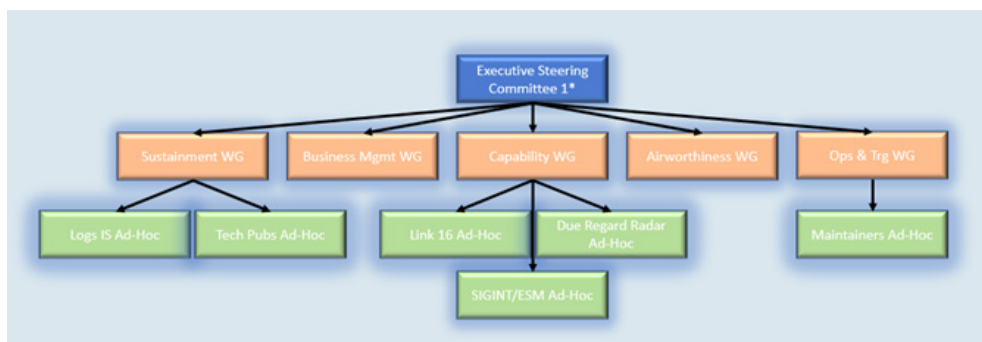 Executive Steering
Committee 1*
Sustainment WG
Business Mgmt WG
Capability WG
Airworthiness WG
Ops & Trg WG
Logs IS Ad-Hoc
Tech Pubs Ad-Hoc
Link 16 Ad-Hoc
Due Regard Radar
Ad-Hoc
Maintainers Ad-Hoc
SIGINT/ESM Ad-Hoc